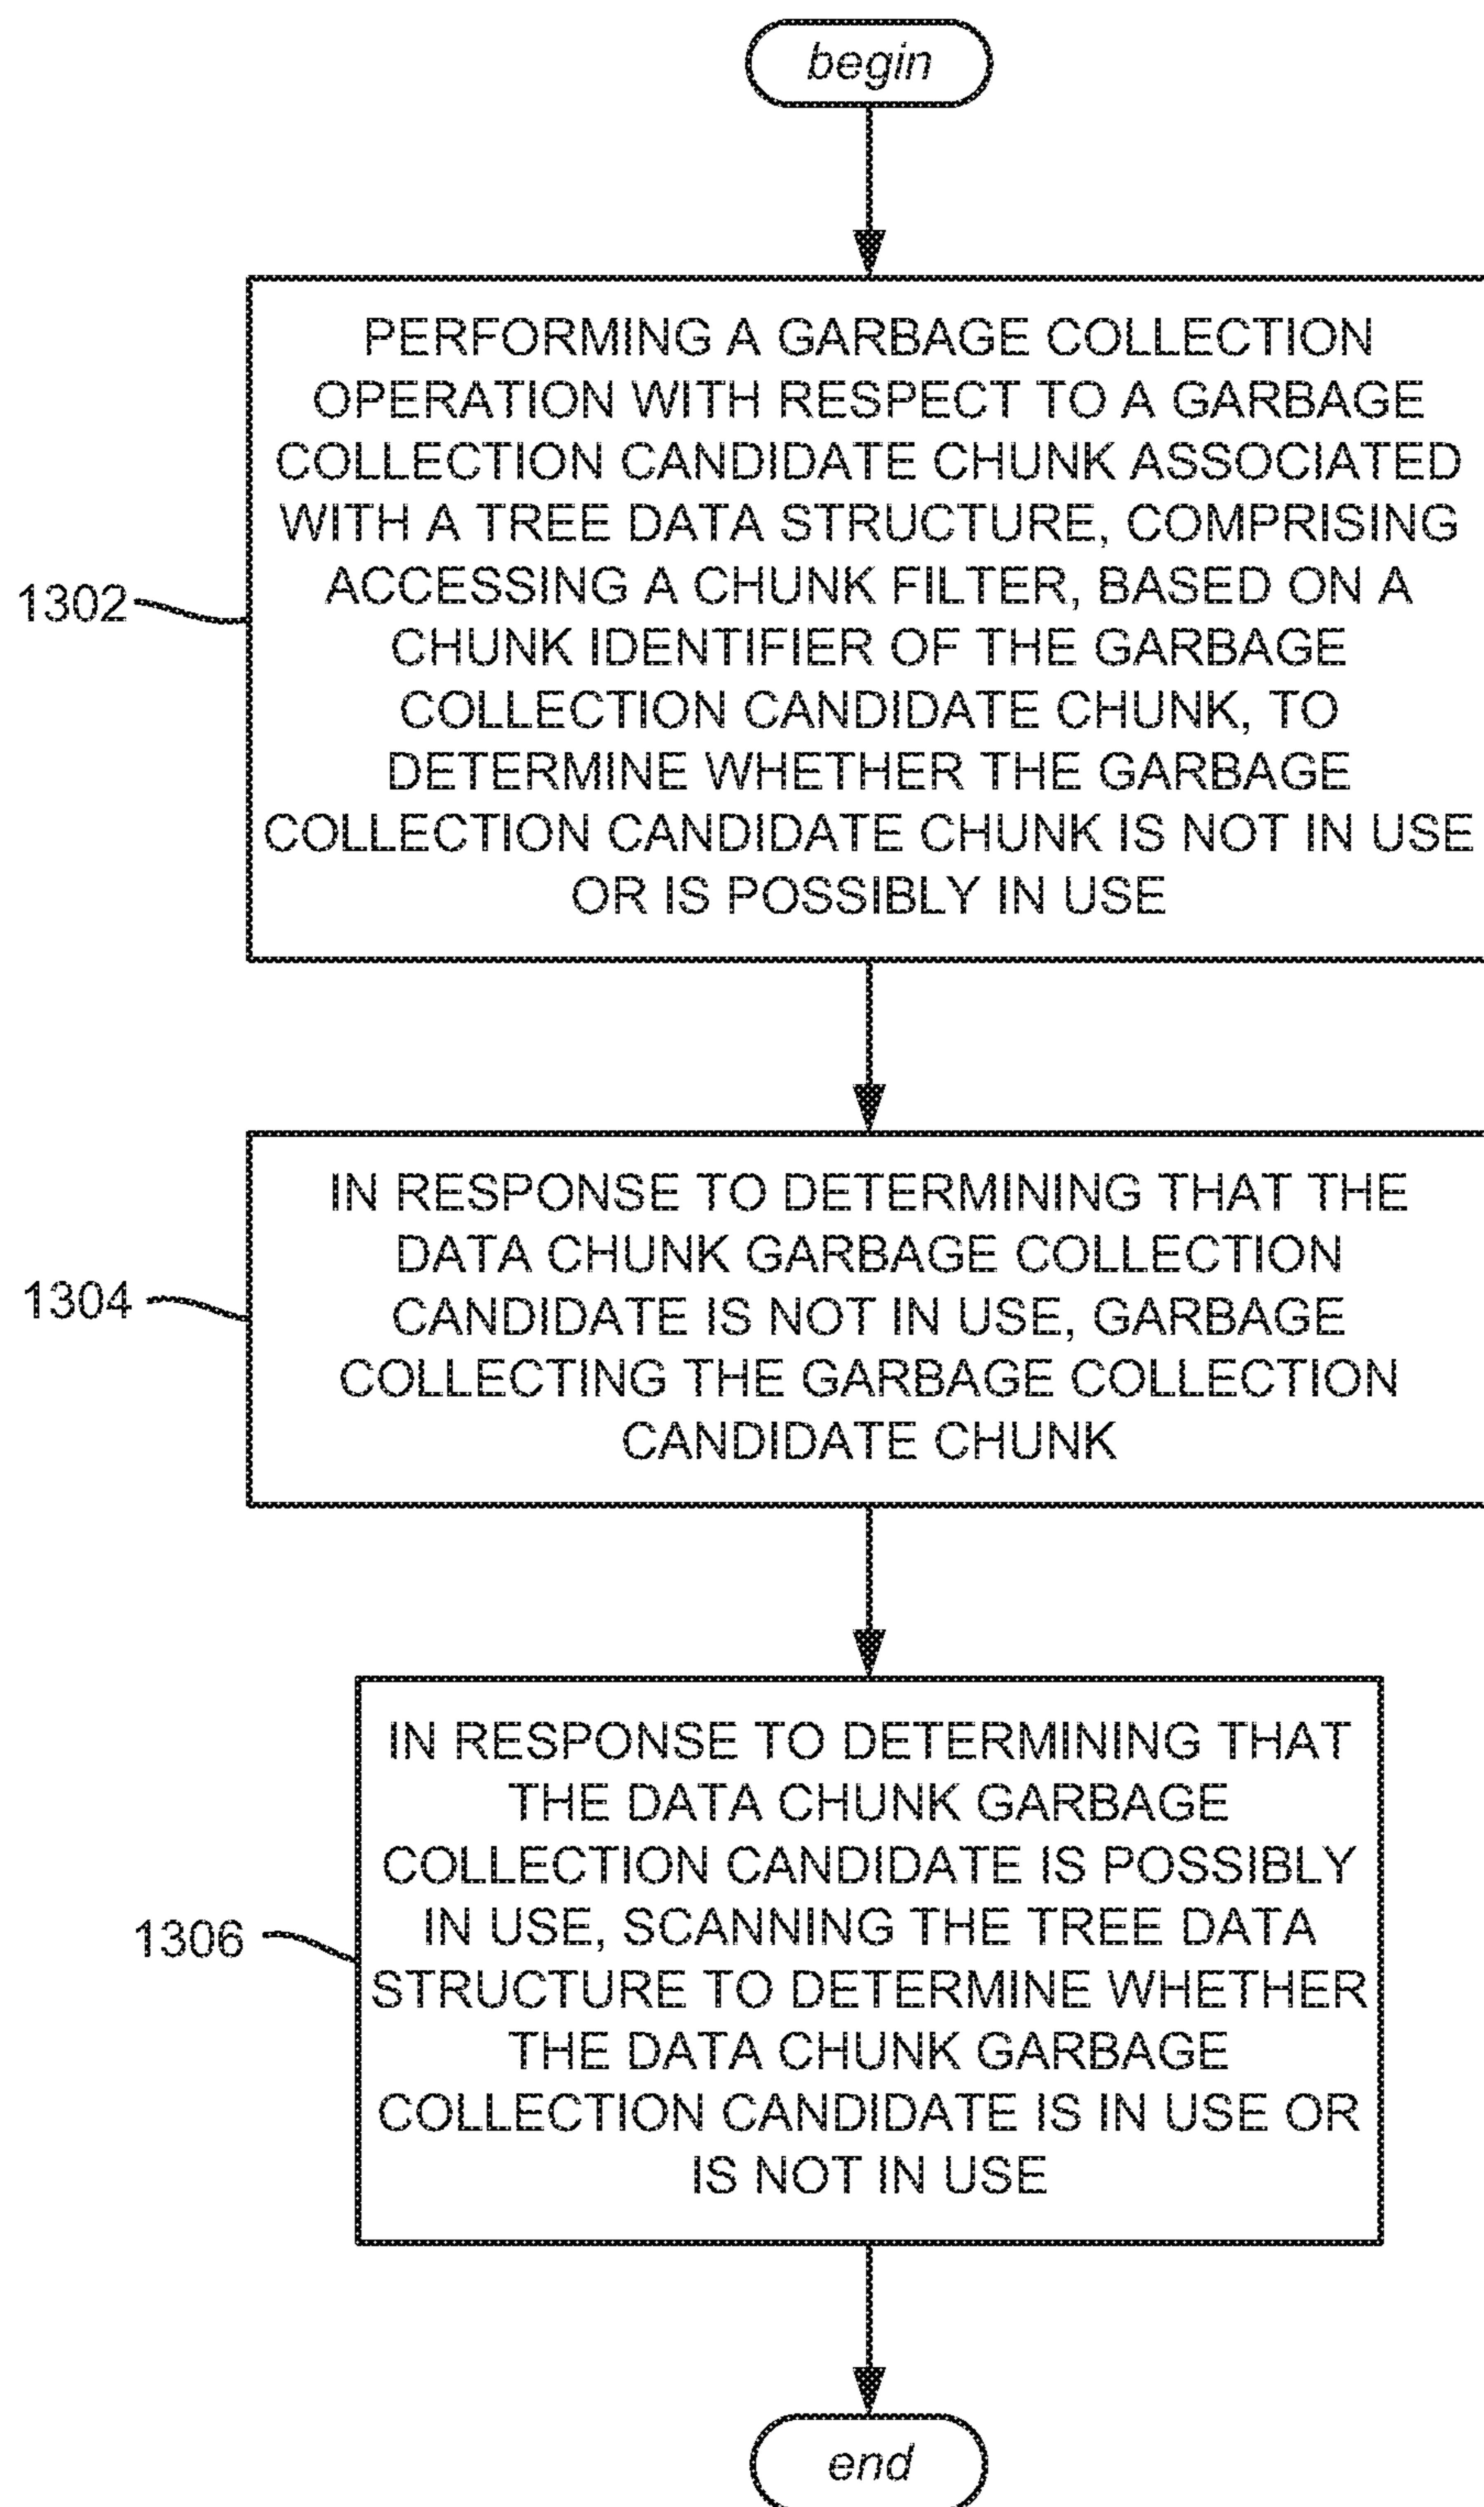 begin
PERFORMING A GARBAGE COLLECTION
OPERATION WITH RESPECT TO A GARBAGE
COLLECTION CANDIDATE CHUNK ASSOCIATED
WITH A TREE DATA STRUCTURE, COMPRISING
ACCESSING A CHUNK FILTER, BASED ON A
CHUNK IDENTIFIER OF THE GARBAGE
COLLECTION CANDIDATE CHUNK, TO
DETERMINE WHETHER THE GARBAGE
COLLECTION CANDIDATE CHUNK IS NOT IN USE
OR IS POSSIBLY IN USE
1302
IN RESPONSE TO DETERMINING THAT THE
DATA CHUNK GARBAGE COLLECTION
CANDIDATE IS NOT IN USE, GARBAGE
COLLECTING THE GARBAGE COLLECTION
CANDIDATE CHUNK
1304
IN RESPONSE TO DETERMINING THAT
THE DATA CHUNK GARBAGE
COLLECTION CANDIDATE IS POSSIBLY
IN USE, SCANNING THE TREE DATA
STRUCTURE TO DETERMINE WHETHER
THE DATA CHUNK GARBAGE
COLLECTION CANDIDATE IS IN USE OR
IS NOT IN USE
1306
end